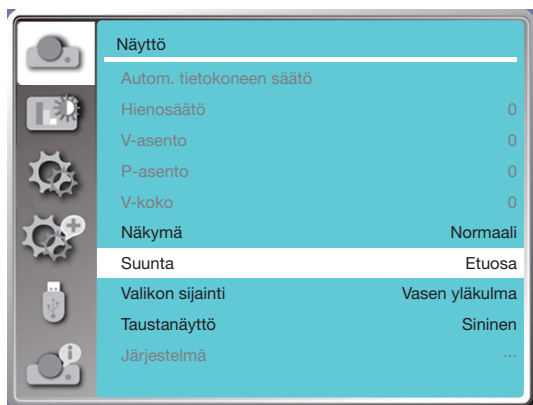 Näyttö
Autom. tietokoneen säätö
Hienosäätö 0
V-asento 0
P-asento 0
V-koko 0
Näkymä Normaali
Suunta Etuosa
Valikon sijainti Vasen yläkulma
Taustanäyttö Sininen
Järjestelmä ...